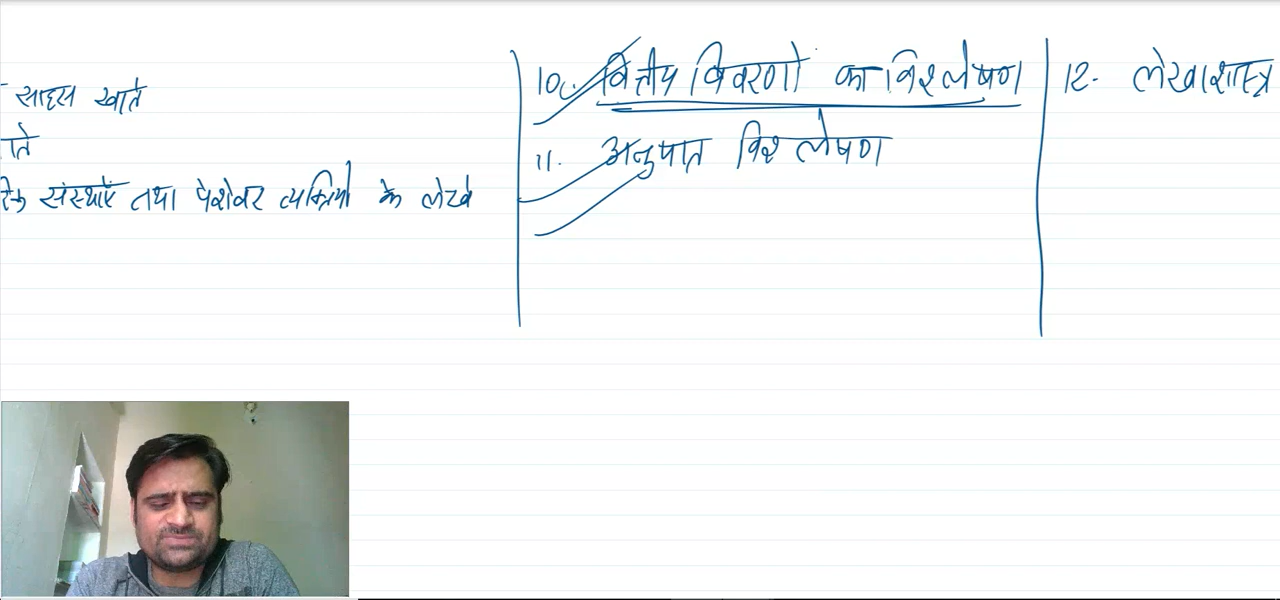 साहस खाते
ते
संस्थाएँ तथा पेशेवर व्यक्तियों के लेखे
10. वित्तीय विवरणों का विश्लेषण
11. अनुपात विश्लेषण
12. लेखाशास्त्र